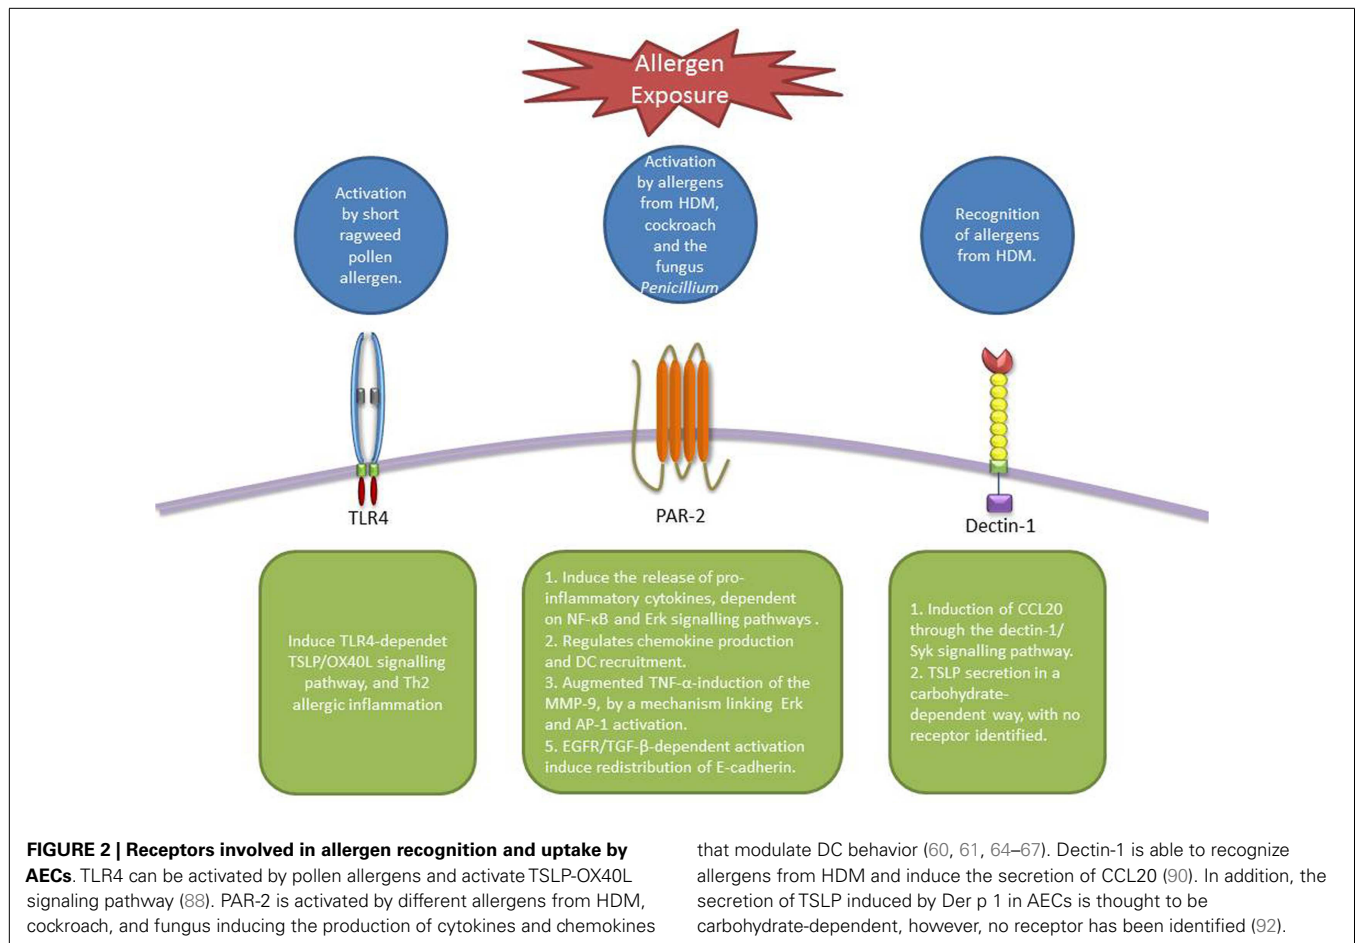 Allergen
Exposure
Activation
by short
ragweed
pollen
allergen.
Activation
by allergens
from HDM,
cockroach
and the
fungus
Penicillium
Recognition
of allergens
from HDM.
TLR4
PAR-2
Dectin-1
Induce TLR4-dependet
TSLP/OX40L signalling
pathway, and Th2
allergic inflammation
1. Induce the release of pro-
inflammatory cytokines, dependent
on NF-κB and Erk signalling pathways .
2. Regulates chemokine production
and DC recruitment.
3. Augmented TNF-α-induction of the
MMP-9, by a mechanism linking Erk
and AP-1 activation.
5. EGFR/TGF-β-dependent activation
induce redistribution of E-cadherin.
1. Induction of CCL20
through the dectin-1/
Syk signalling pathway.
2. TSLP secretion in a
carbohydrate-
dependent way, with no
receptor identified.
FIGURE 2 | Receptors involved in allergen recognition and uptake by
AECs. TLR4 can be activated by pollen allergens and activate TSLP-OX40L
signaling pathway (88). PAR-2 is activated by different allergens from HDM,
cockroach, and fungus inducing the production of cytokines and chemokines
that modulate DC behavior (60, 61, 64–67). Dectin-1 is able to recognize
allergens from HDM and induce the secretion of CCL20 (90). In addition, the
secretion of TSLP induced by Der p 1 in AECs is thought to be
carbohydrate-dependent, however, no receptor has been identified (92).